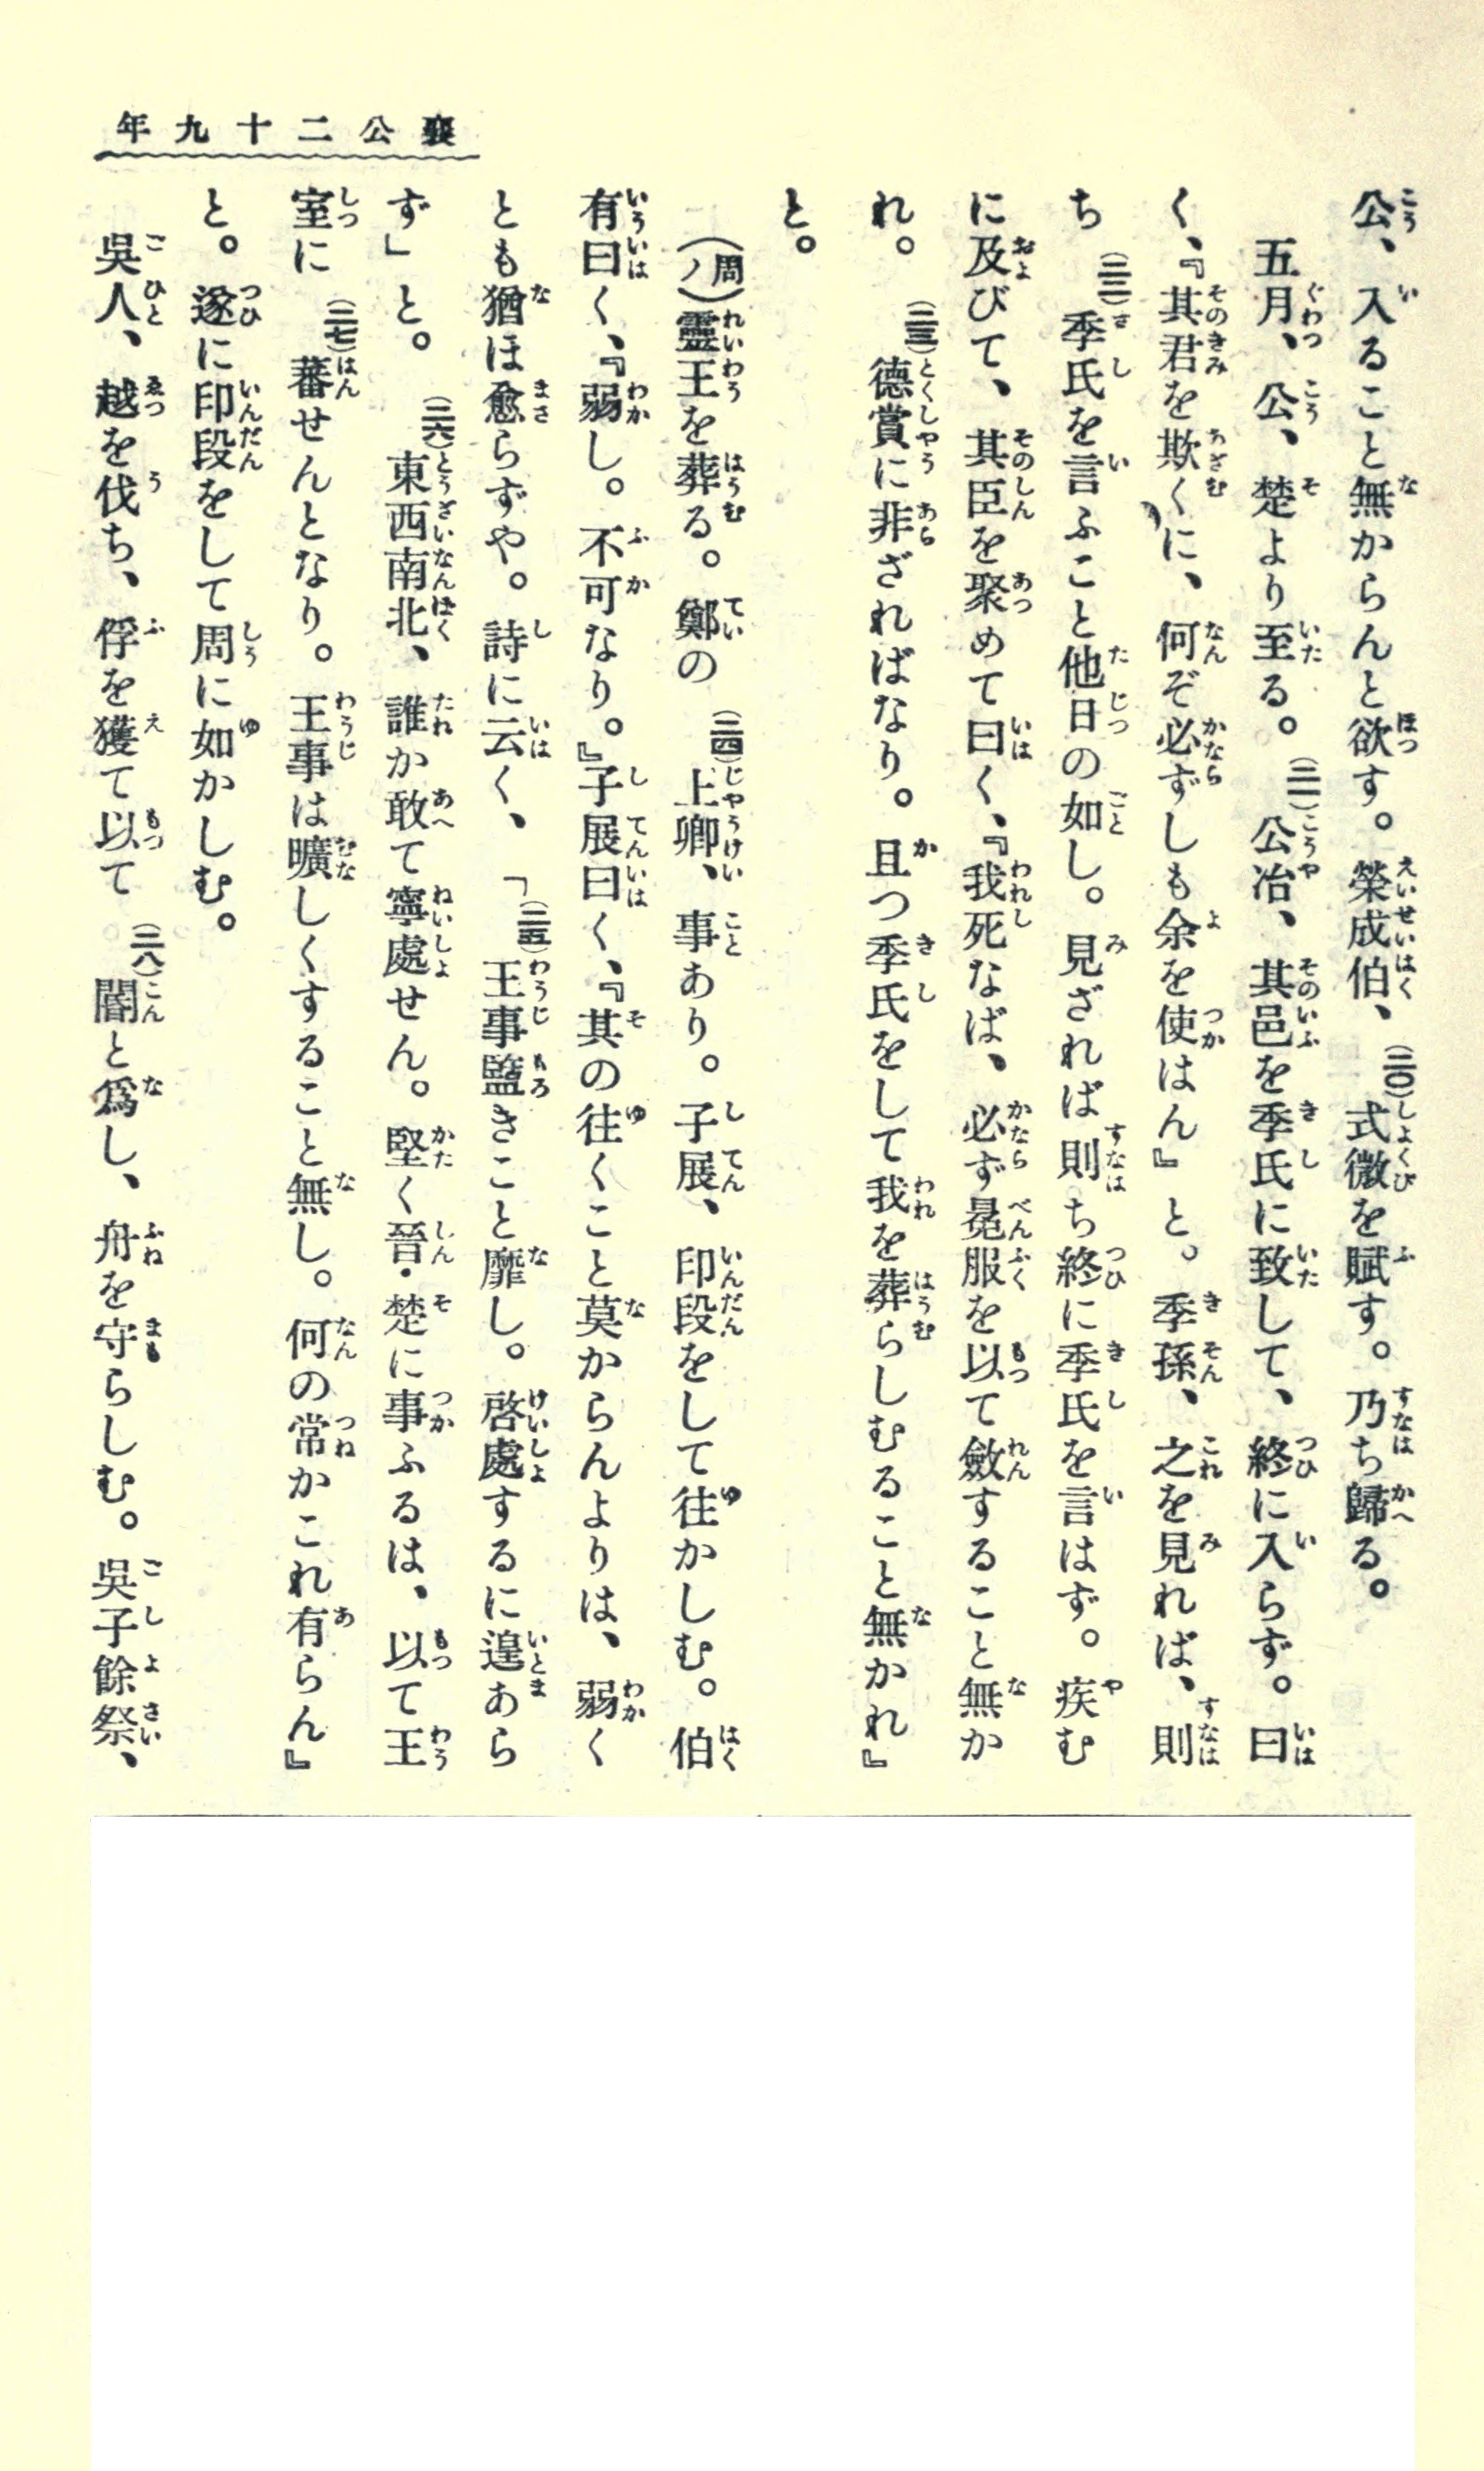 襄公二十九年
公、入ること無からんと欲す。榮成伯、(二〇)式微を賦す。乃ち歸る。
五月、公、楚より至る。(二一)公冶、其邑を季氏に致して、終に入らず。曰
く、『其君を欺くに、何ぞ必ずしも余を使はん』と。季孫、之を見れば、則
ち(二二)季氏を言ふこと他日の如し。見ざれば則ち終に季氏を言はず。疾む
に及びて、其臣を聚めて曰く、『我死なば、必ず冕服を以て斂すること無か
れ。(二三)德賞に非ざればなり。且つ季氏をして我を葬らしむること無かれ』
と。
(周ノ)靈王を葬る。鄭の(二四)上卿、事あり。子展、印段をして往かしむ。伯
有曰く、『弱し。不可なり。』子展曰く、『其の往くこと莫からんよりは、弱く
とも猶ほ愈らずや。詩に云く、「(二五)王事盬きこと靡し。啓處するに遑あら
ず」と。(二六)東西南北、誰か敢て寧處せん。堅く晉・楚に事ふるは、以て王
室に(二七)蕃せんとなり。王事は曠しくすること無し。何の常かこれ有らん』
と。遂に印段をして周に如かしむ。
吳人、越を伐ち、俘を獲て以て(二八)閽と爲し、舟を守らしむ。吳子餘祭、